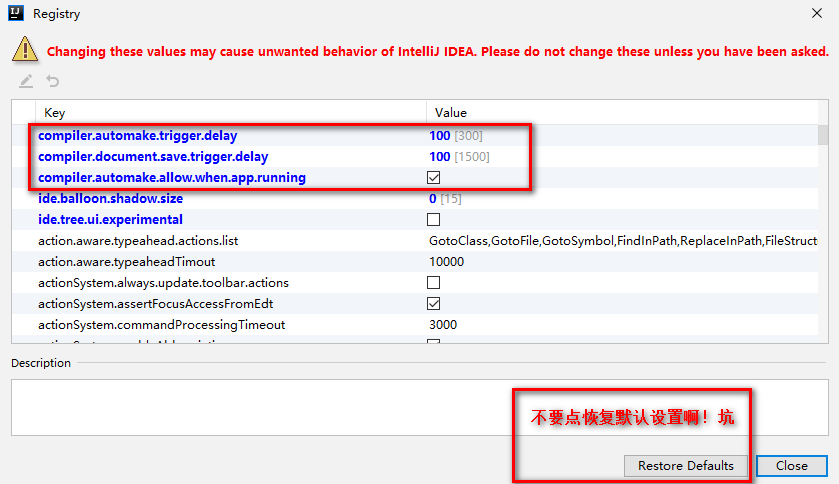 IJ Registry
Changing these values may cause unwanted behavior of IntelliJ IDEA. Please do not change these unless you have been asked.
Key Value
compiler.automake.trigger.delay 100 [300]
compiler.document.save.trigger.delay 100 [1500]
compiler.automake.allow.when.app.running
ide.balloon.shadow.size 0 [15]
ide.tree.ui.experimental
action.aware.typeahead.actions.list GotoClass,GotoFile,GotoSymbol,FindInPath,ReplaceInPath,FileStruct
action.aware.typeaheadTimout 10000
actionSystem.always.update.toolbar.actions
actionSystem.assertFocusAccessFromEdt
actionSystem.commandProcessingTimeout 3000
Description
不要点恢复默认设置啊！坑
Restore Defaults Close